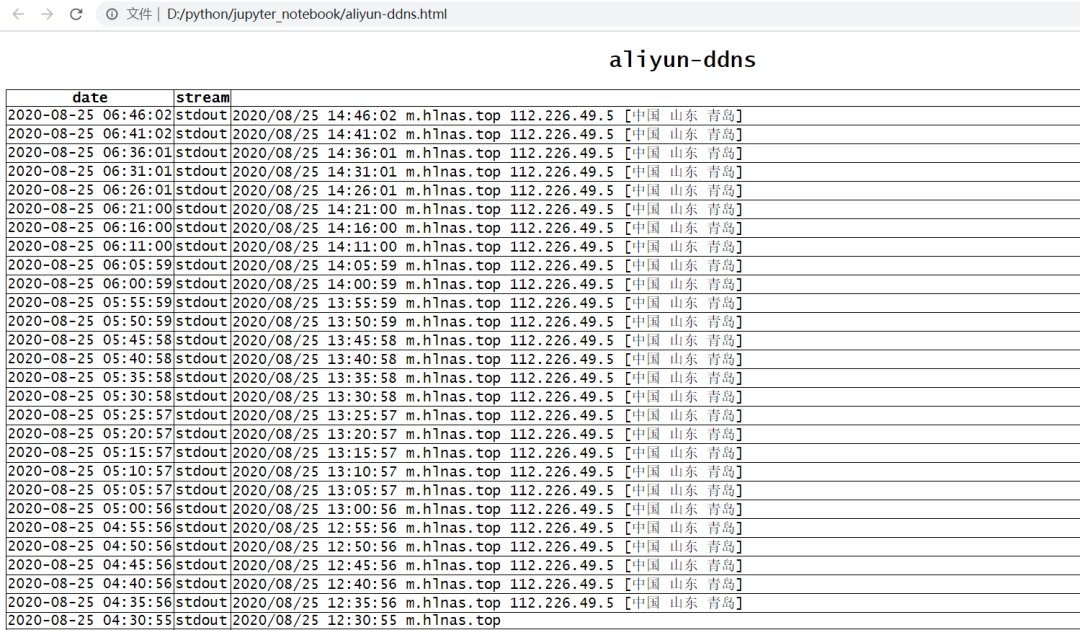 文件 | D:/python/jupyter_notebook/aliyun-ddns.html
aliyun-ddns
date stream
2020-08-25 06:46:02 stdout 2020/08/25 14:46:02 m.hlnas.top 112.226.49.5 [中国 山东 青岛]
2020-08-25 06:41:02 stdout 2020/08/25 14:41:02 m.hlnas.top 112.226.49.5 [中国 山东 青岛]
2020-08-25 06:36:01 stdout 2020/08/25 14:36:01 m.hlnas.top 112.226.49.5 [中国 山东 青岛]
2020-08-25 06:31:01 stdout 2020/08/25 14:31:01 m.hlnas.top 112.226.49.5 [中国 山东 青岛]
2020-08-25 06:26:01 stdout 2020/08/25 14:26:01 m.hlnas.top 112.226.49.5 [中国 山东 青岛]
2020-08-25 06:21:00 stdout 2020/08/25 14:21:00 m.hlnas.top 112.226.49.5 [中国 山东 青岛]
2020-08-25 06:16:00 stdout 2020/08/25 14:16:00 m.hlnas.top 112.226.49.5 [中国 山东 青岛]
2020-08-25 06:11:00 stdout 2020/08/25 14:11:00 m.hlnas.top 112.226.49.5 [中国 山东 青岛]
2020-08-25 06:05:59 stdout 2020/08/25 14:05:59 m.hlnas.top 112.226.49.5 [中国 山东 青岛]
2020-08-25 06:00:59 stdout 2020/08/25 14:00:59 m.hlnas.top 112.226.49.5 [中国 山东 青岛]
2020-08-25 05:55:59 stdout 2020/08/25 13:55:59 m.hlnas.top 112.226.49.5 [中国 山东 青岛]
2020-08-25 05:50:59 stdout 2020/08/25 13:50:59 m.hlnas.top 112.226.49.5 [中国 山东 青岛]
2020-08-25 05:45:58 stdout 2020/08/25 13:45:58 m.hlnas.top 112.226.49.5 [中国 山东 青岛]
2020-08-25 05:40:58 stdout 2020/08/25 13:40:58 m.hlnas.top 112.226.49.5 [中国 山东 青岛]
2020-08-25 05:35:58 stdout 2020/08/25 13:35:58 m.hlnas.top 112.226.49.5 [中国 山东 青岛]
2020-08-25 05:30:58 stdout 2020/08/25 13:30:58 m.hlnas.top 112.226.49.5 [中国 山东 青岛]
2020-08-25 05:25:57 stdout 2020/08/25 13:25:57 m.hlnas.top 112.226.49.5 [中国 山东 青岛]
2020-08-25 05:20:57 stdout 2020/08/25 13:20:57 m.hlnas.top 112.226.49.5 [中国 山东 青岛]
2020-08-25 05:15:57 stdout 2020/08/25 13:15:57 m.hlnas.top 112.226.49.5 [中国 山东 青岛]
2020-08-25 05:10:57 stdout 2020/08/25 13:10:57 m.hlnas.top 112.226.49.5 [中国 山东 青岛]
2020-08-25 05:05:57 stdout 2020/08/25 13:05:57 m.hlnas.top 112.226.49.5 [中国 山东 青岛]
2020-08-25 05:00:56 stdout 2020/08/25 13:00:56 m.hlnas.top 112.226.49.5 [中国 山东 青岛]
2020-08-25 04:55:56 stdout 2020/08/25 12:55:56 m.hlnas.top 112.226.49.5 [中国 山东 青岛]
2020-08-25 04:50:56 stdout 2020/08/25 12:50:56 m.hlnas.top 112.226.49.5 [中国 山东 青岛]
2020-08-25 04:45:56 stdout 2020/08/25 12:45:56 m.hlnas.top 112.226.49.5 [中国 山东 青岛]
2020-08-25 04:40:56 stdout 2020/08/25 12:40:56 m.hlnas.top 112.226.49.5 [中国 山东 青岛]
2020-08-25 04:35:56 stdout 2020/08/25 12:35:56 m.hlnas.top 112.226.49.5 [中国 山东 青岛]
2020-08-25 04:30:55 stdout 2020/08/25 12:30:55 m.hlnas.top